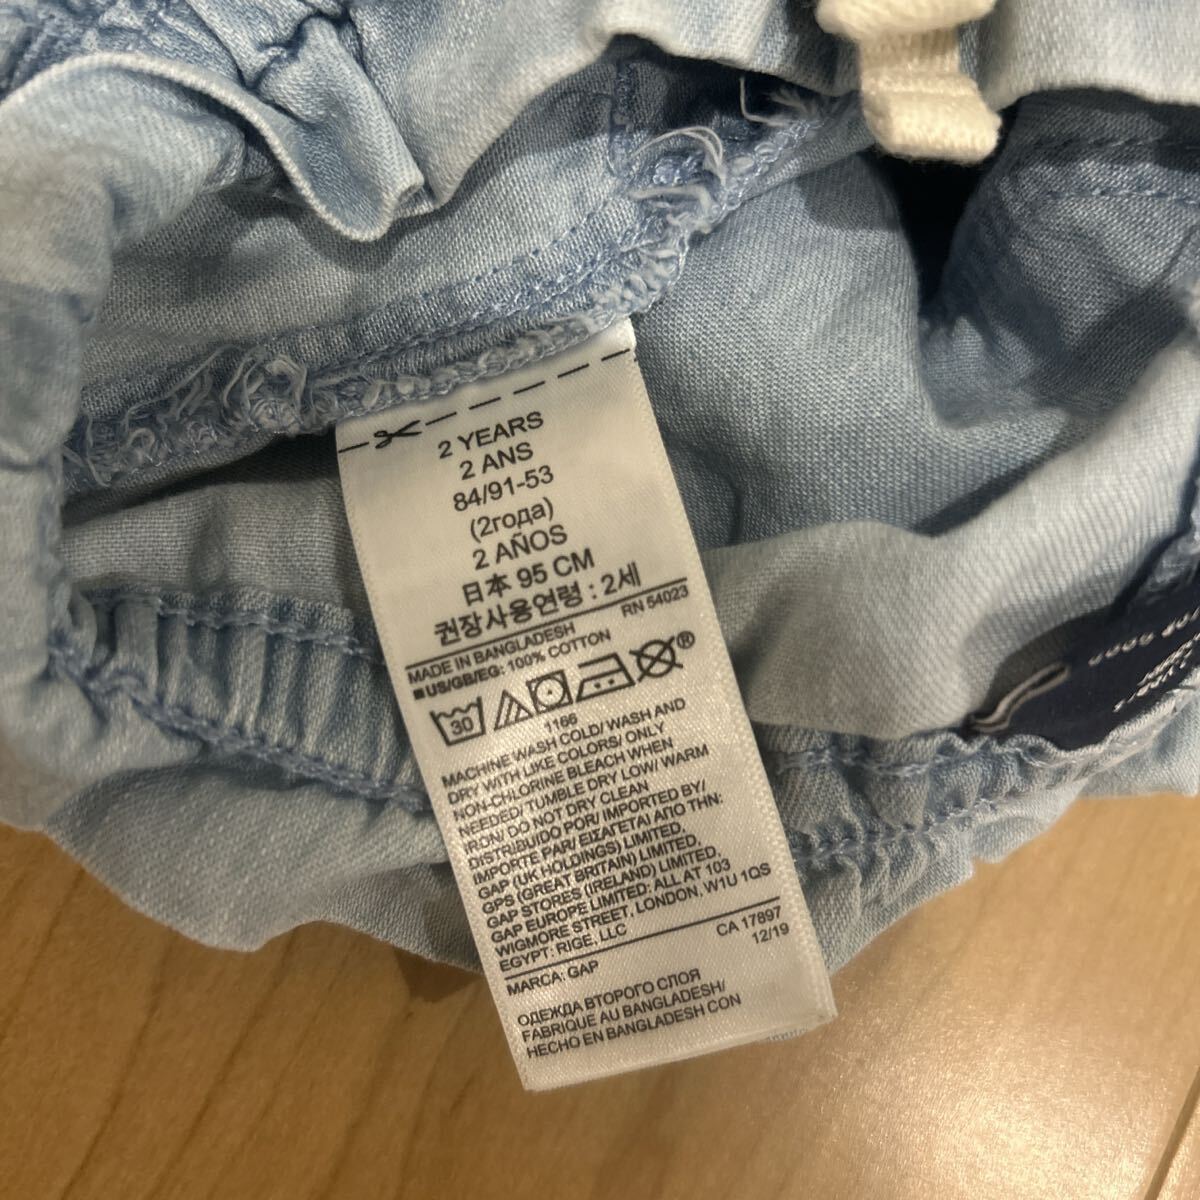 2 YEARS
2 ANS
84/91-53
(2года)
2 AÑOS
日本 95 CM
권장사용연령 : 2세
RN 54023
MADE IN BANGLADESH
■US/GB/EG: 100% COTTON
30
®
1166
MACHINE WASH COLD/ WASH AND
DRY WITH LIKE COLORS/ ONLY
NON-CHLORINE BLEACH WHEN
NEEDED/ TUMBLE DRY LOW/ WARM
IRON/ DO NOT DRY CLEAN
DISTRIBUIDO POR/ IMPORTED BY/
IMPORTE PAR/ ΕΙΣΑΓΕΤΑΙ ΑΠΟ ΤΗΝ:
GAP (UK HOLDINGS) LIMITED,
GPS (GREAT BRITAIN) LIMITED,
GAP STORES (IRELAND) LIMITED,
GAP EUROPE LIMITED: ALL AT 103
WIGMORE STREET, LONDON, W1U 1QS
EGYPT: RIGE, LLC
CA 17897
12/19
MARCA: GAP
ОДЕЖДА ВТОРОГО СЛОЯ
FABRIQUE AU BANGLADESH/
HECHO EN BANGLADESH CON